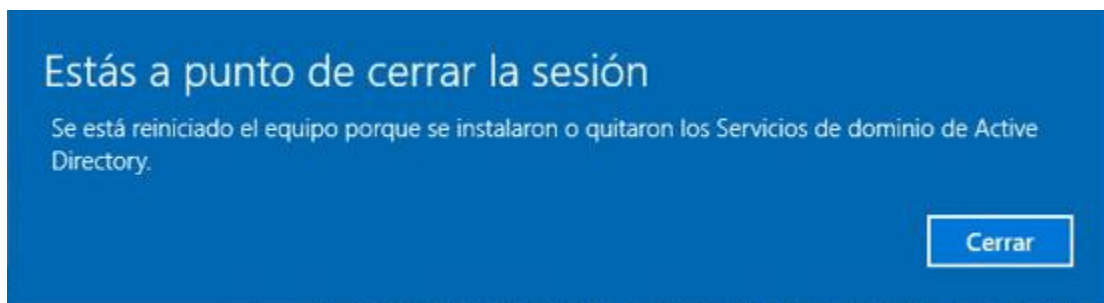 Estás a punto de cerrar la sesión
Se está reiniciado el equipo porque se instalaron o quitaron los Servicios de dominio de Active
Directory.
Cerrar